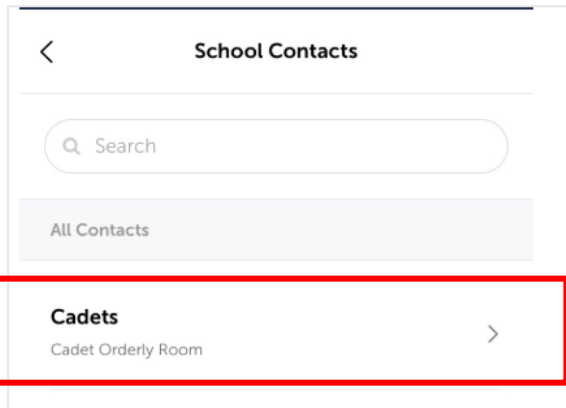 School Contacts
Search
All Contacts
Cadets
Cadet Orderly Room